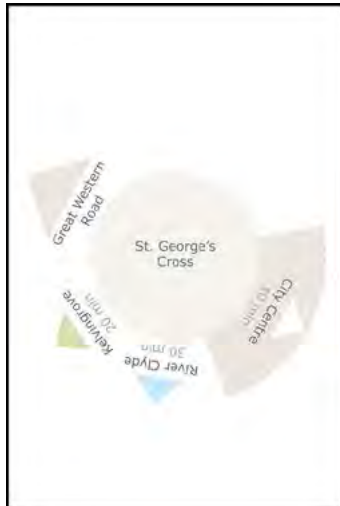 Great Western
Road
St. George's
Cross
City Centre
10 min
Kelvingrove
20 min
River Clyde
30 min